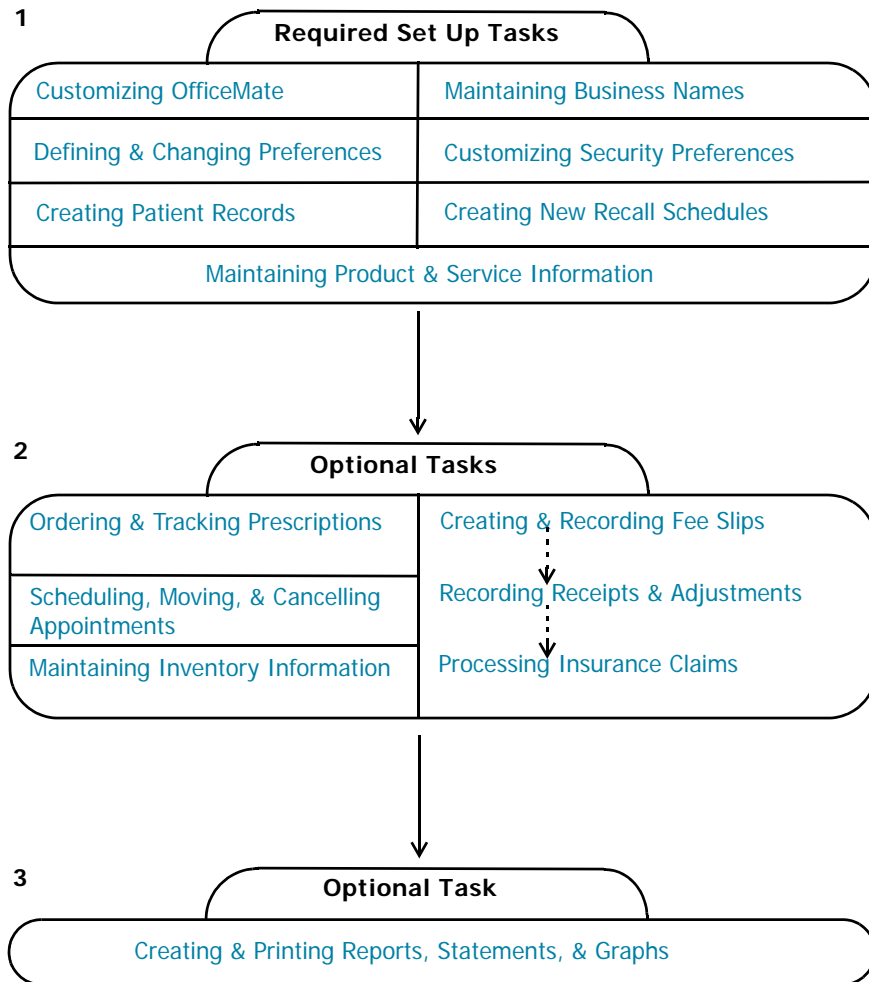 1
Required Set Up Tasks
Customizing OfficeMate
Maintaining Business Names
Defining & Changing Preferences
Customizing Security Preferences
Creating Patient Records
Creating New Recall Schedules
Maintaining Product & Service Information
2
Optional Tasks
Ordering & Tracking Prescriptions
Scheduling, Moving, & Cancelling
Appointments
Maintaining Inventory Information
Creating & Recording Fee Slips
Recording Receipts & Adjustments
Processing Insurance Claims
3
Optional Task
Creating & Printing Reports, Statements, & Graphs